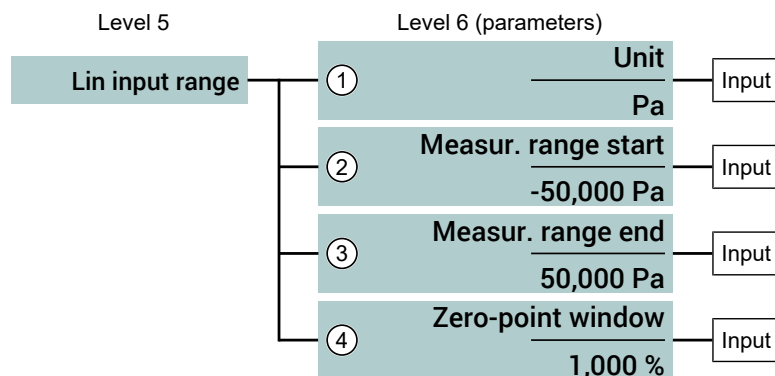 Level 5
Level 6 (parameters)
Lin input range
1
Unit
Pa
Input
2
Measur. range start
-50,000 Pa
Input
3
Measur. range end
50,000 Pa
Input
4
Zero-point window
1,000 %
Input